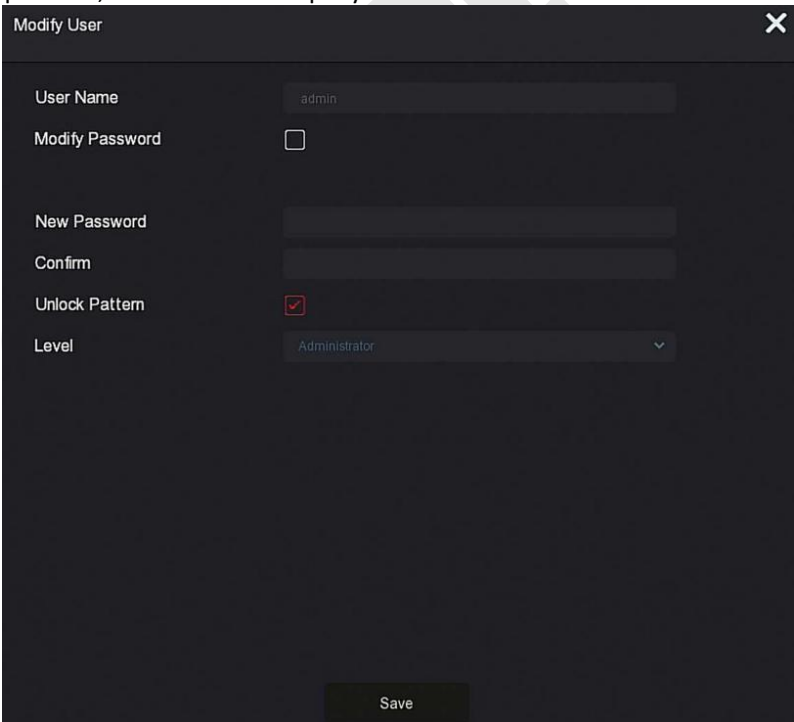 Modify User
User Name admin
Modify Password
New Password
Confirm
Unlock Pattern
Level Administrator
Save